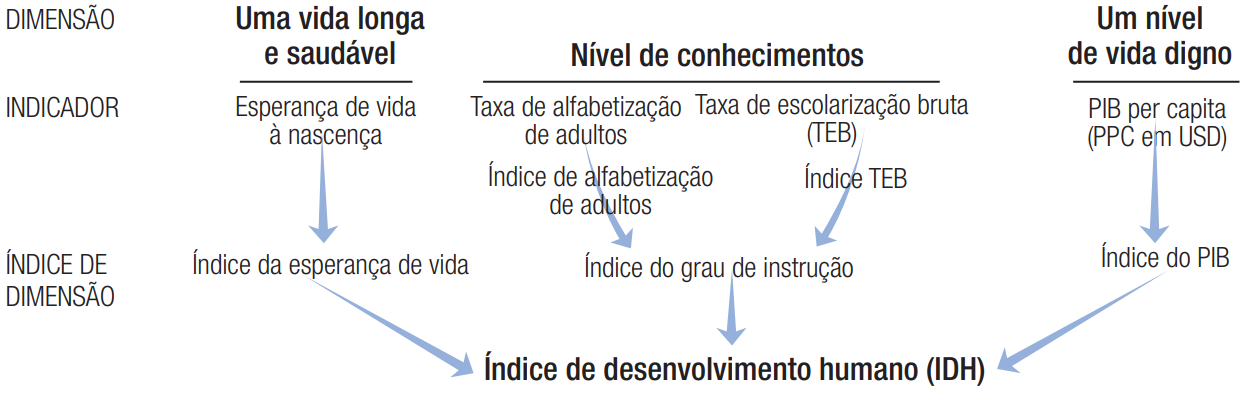 DIMENSÃO
Uma vida longa
e saudável
Nível de conhecimentos
Um nível
de vida digno
INDICADOR
Esperança de vida
à nascença
Taxa de alfabetização
de adultos
Taxa de escolarização bruta
(TEB)
PIB per capita
(PPC em USD)
Índice de alfabetização
de adultos
Índice TEB
ÍNDICE DE
DIMENSÃO
Índice da esperança de vida
Índice do grau de instrução
Índice do PIB
Índice de desenvolvimento humano (IDH)